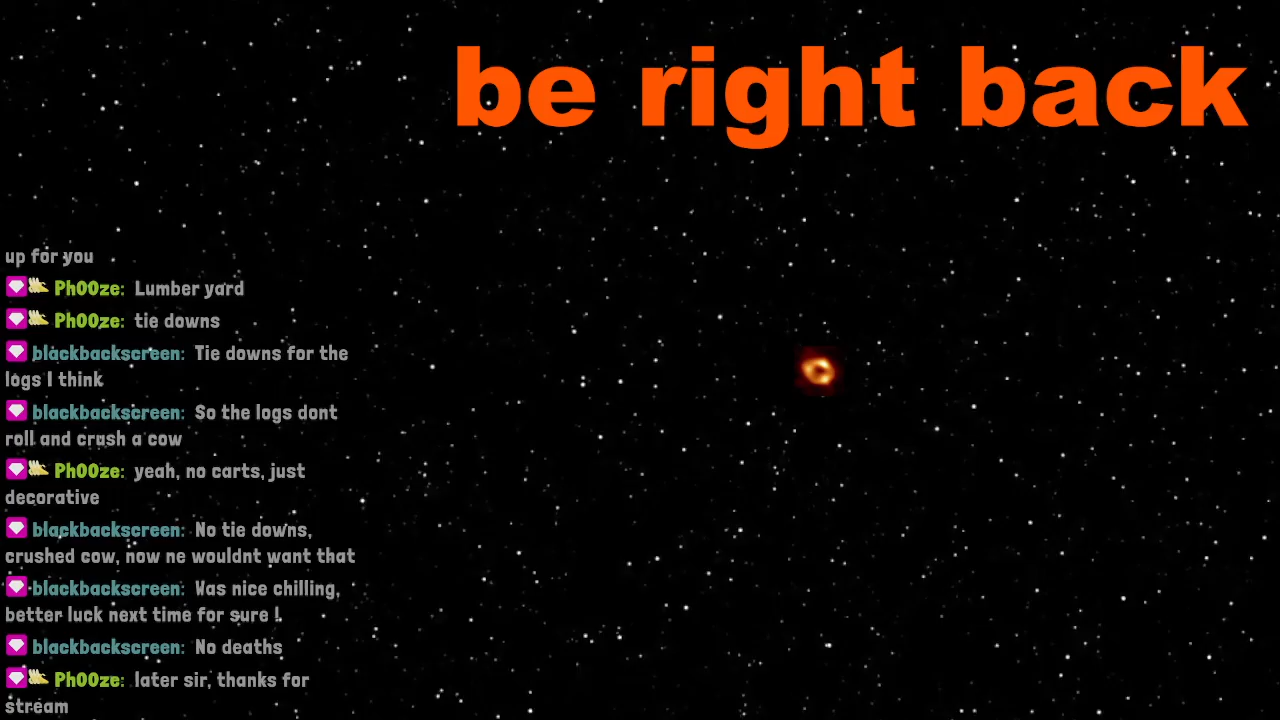 be right back
up for you
Ph00ze: Lumber yard
Ph00ze: tie downs
blackbackscreen: Tie downs for the
logs I think
blackbackscreen: So the logs dont
roll and crush a cow
Ph00ze: yeah, no carts, just
decorative
blackbackscreen: No tie downs,
crushed cow, now ne wouldnt want that
blackbackscreen: Was nice chilling,
better luck next time for sure !
blackbackscreen: No deaths
Ph00ze: later sir, thanks for
stream